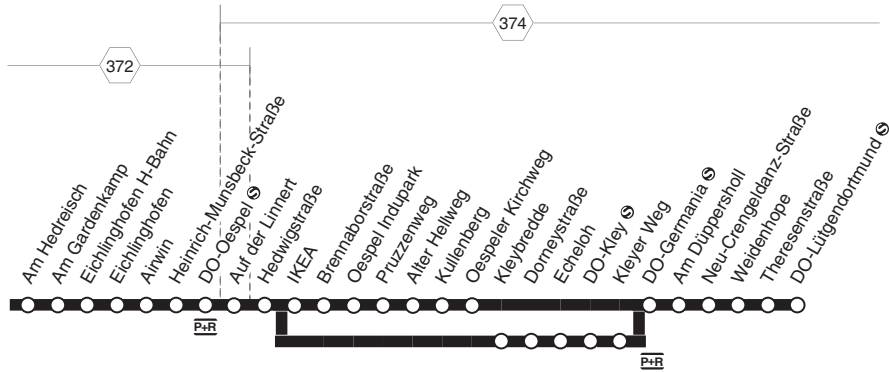 374
372
Am Hedreisch
Am Gardenkamp
Eichlinghofen H-Bahn
Eichlinghofen
Airwin
Heinrich-Munsbeck-Straße
DO-Oespel S
Auf der Linnert
Hedwigstraße
IKEA
Brennaborstraße
Oespel Indupark
Pruzzenweg
Alter Hellweg
Kullenberg
Oespeler Kirchweg
Kleybredde
Dorneystraße
Echeloh
DO-Kley S
Kleyer Weg
DO-Germania S
Am Düppersholl
Neu-Crengeldanz-Straße
Weidenhope
Theresenstraße
DO-Lütgendortmund S
P+R
P+R